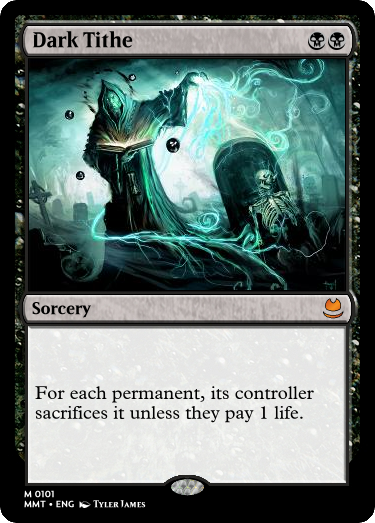 Dark Tithe
Sorcery
For each permanent, its controller
sacrifices it unless they pay 1 life.
M 0101
MMT • ENG Tyler James